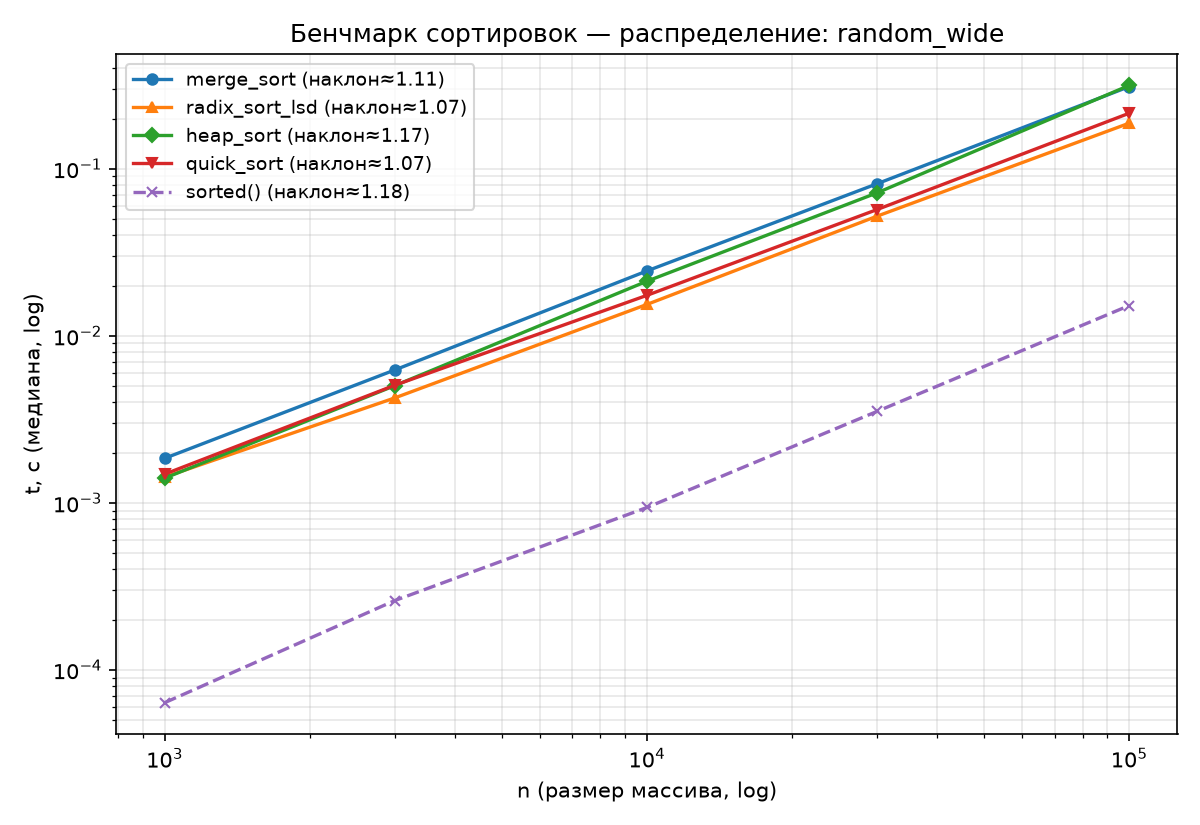 Бенчмарк сортировок — распределение: random_wide
merge_sort (наклон≈1.11)
radix_sort_lsd (наклон≈1.07)
heap_sort (наклон≈1.17)
quick_sort (наклон≈1.07)
sorted() (наклон≈1.18)
t, с (медиана, log)
10⁻¹
10⁻²
10⁻³
10⁻⁴
10³ 10⁴ 10⁵
n (размер массива, log)